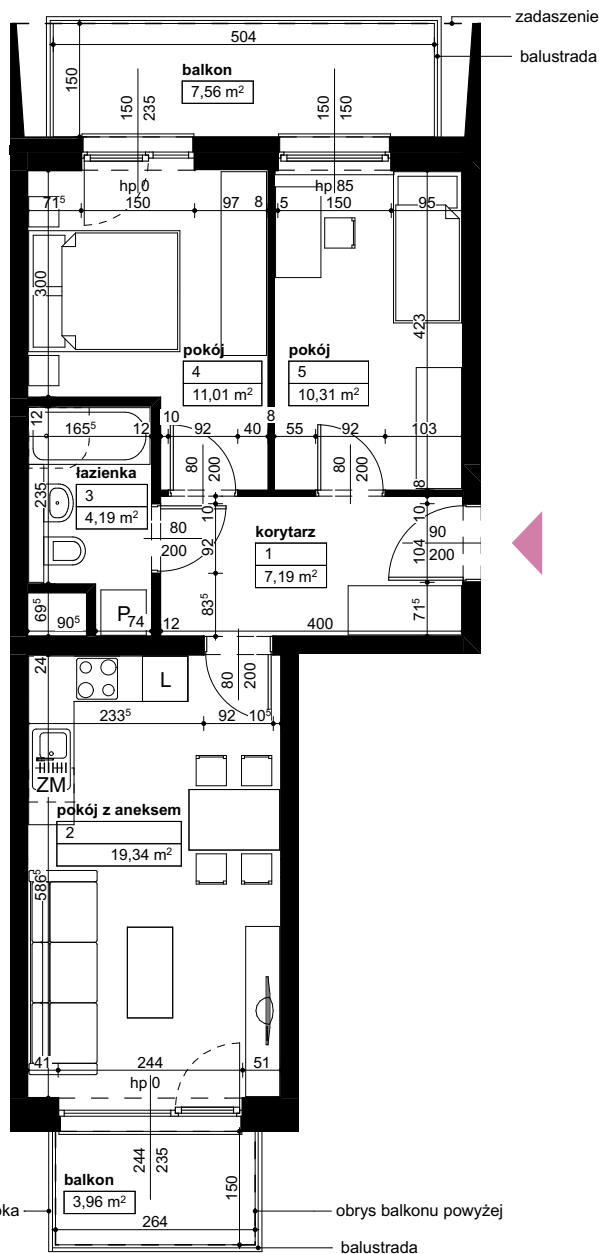 zadaszenie
504
balustrada
150
balkon
7,56 m²
150
235
150
150
hp 0
hp 85
71⁵
150
97
8
5
150
95
300
423
pokój
4
11,01 m²
pokój
5
10,31 m²
12
10
8
165⁵
12
92
40
55
92
103
80
200
80
200
8
łazienka
3
4,19 m²
235
10
10
80
200
92
korytarz
1
7,19 m²
104
90
200
69⁵
90⁵
P
74
12
83⁵
400
71⁵
24
L
80
200
233⁵
92
10⁵
ZM
pokój z aneksem
2
19,34 m²
586⁵
41
244
51
hp 0
244
235
150
balkon
3,96 m²
264
obrys balkonu powyżej
balustrada